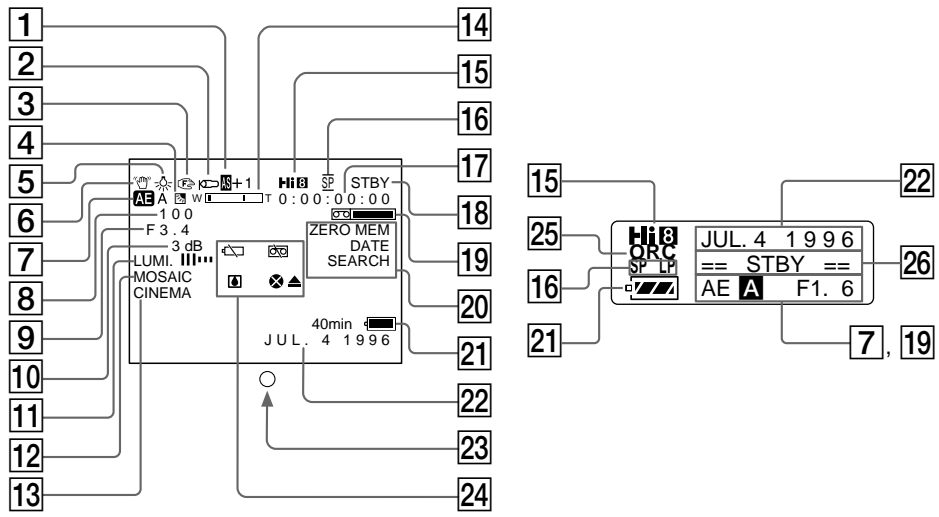 1
2
3
4
5
6
7
8
9
10
11
12
13
14
15
16
17
18
19
20
21
22
23
24
AS+1
Hi8 SP STBY
AE A W T 0:00:00:00
100
F3.4
3 dB
LUMI.
MOSAIC
CINEMA
ZERO MEM
DATE
SEARCH
40min
JUL. 4 1996
15
25
16
21
22
26
7, 19
Hi8
ORC
SP LP
JUL. 4 1996
== STBY ==
AE A F1. 6